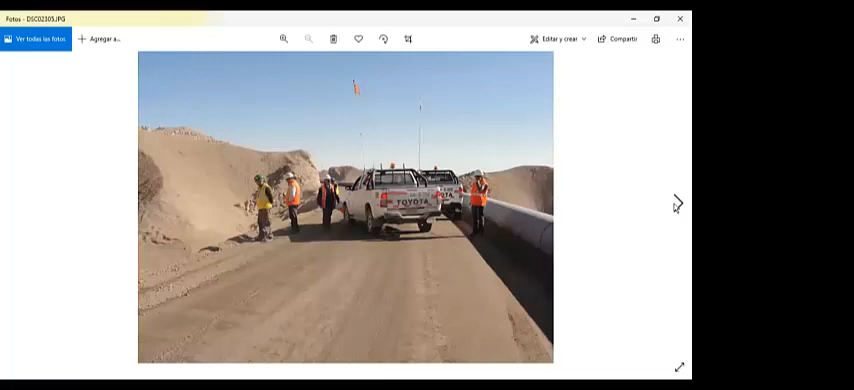 Fotos - DSC02305.JPG
Ver todas las fotos
Agregar a...
Editar y crear
Compartir
TOYOTA